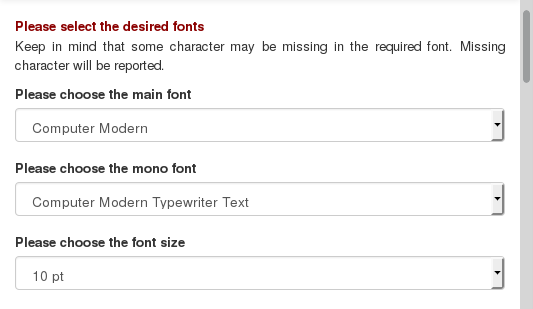 Please select the desired fonts
Keep in mind that some character may be missing in the required font. Missing
character will be reported.
Please choose the main font
Computer Modern
Please choose the mono font
Computer Modern Typewriter Text
Please choose the font size
10 pt